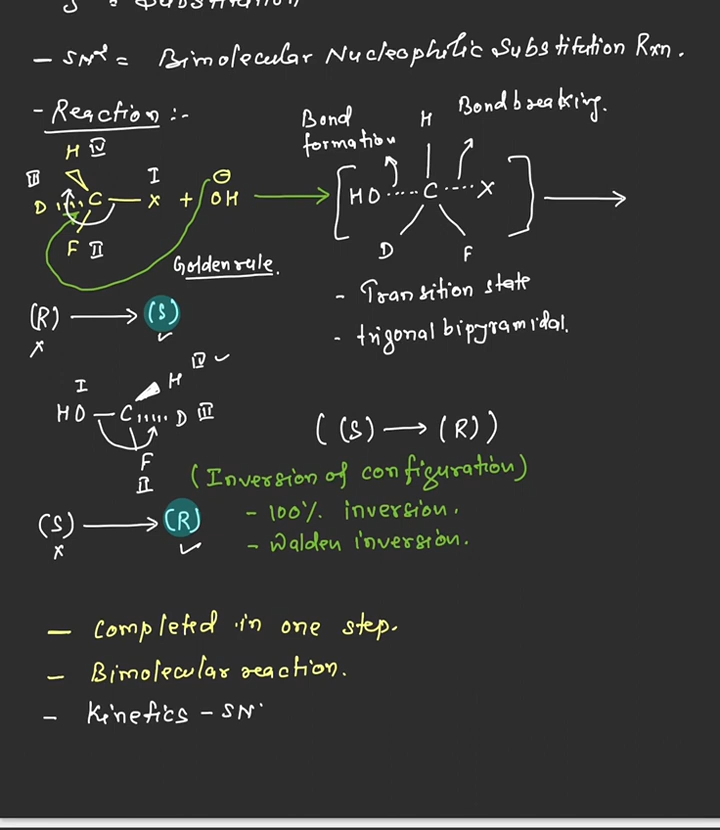 - SN² = Bimolecular Nucleophilic Substitution Rxn.
- Reaction :-
Bond formation
H
Bond breaking.
H IV
III
I
D C - X + OH ⊖
[HO C X]
F II
D F
Golden rule.
- Transition state
- trigonal bipyramidal.
(R) → (S)
x ✓
I
IV ✓
H
HO - C D III
F
II
((S) → (R))
(Inversion of configuration)
- 100% inversion.
- Walden inversion.
(S) → (R)
x ✓
- Completed in one step.
- Bimolecular reaction.
- Kinetics - SN